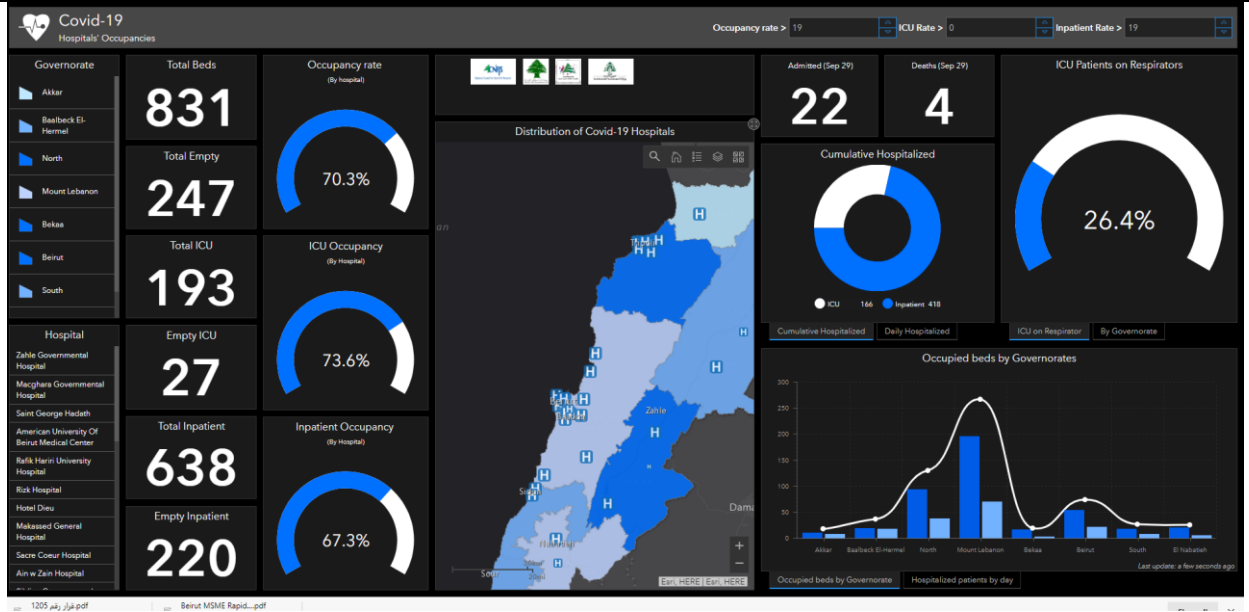 Covid-19
Hospitals' Occupancies
Occupancy rate > 19
ICU Rate > 0
Inpatient Rate > 19
Governorate
Akkar
Baalbeck El-
Hermel
North
Mount Lebanon
Bekaa
Beirut
South
Hospital
Zahle Governmental
Hospital
Macghara Governmental
Hospital
Saint George Hadath
American University Of
Beirut Medical Center
Rafik Hariri University
Hospital
Rizk Hospital
Hotel Dieu
Makassed General
Hospital
Sacre Coeur Hospital
Ain w Zain Hospital
Total Beds
831
Total Empty
247
Total ICU
193
Empty ICU
27
Total Inpatient
638
Empty Inpatient
220
Occupancy rate
(By hospital)
70.3%
ICU Occupancy
(By Hospital)
73.6%
Inpatient Occupancy
(By Hospital)
67.3%
CNRS
Distribution of Covid-19 Hospitals
an
H
Zahle
Dama
Esri, HERE | Esri, HERE
Admitted (Sep 29)
22
Deaths (Sep 29)
4
Cumulative Hospitalized
ICU 166
Inpatient 418
Cumulative Hospitalized
Daily Hospitalized
ICU Patients on Respirators
26.4%
ICU on Respirator
By Governorate
Occupied beds by Governorates
300
250
200
150
100
50
0
Akkar
Baalbeck El-Hermel
North
Mount Lebanon
Bekaa
Beirut
South
El Nabatieh
Last update: a few seconds ago
Occupied beds by Governorate
Hospitalized patients by day
قرار رقم 1205.pdf
Beirut MSME Rapid....pdf